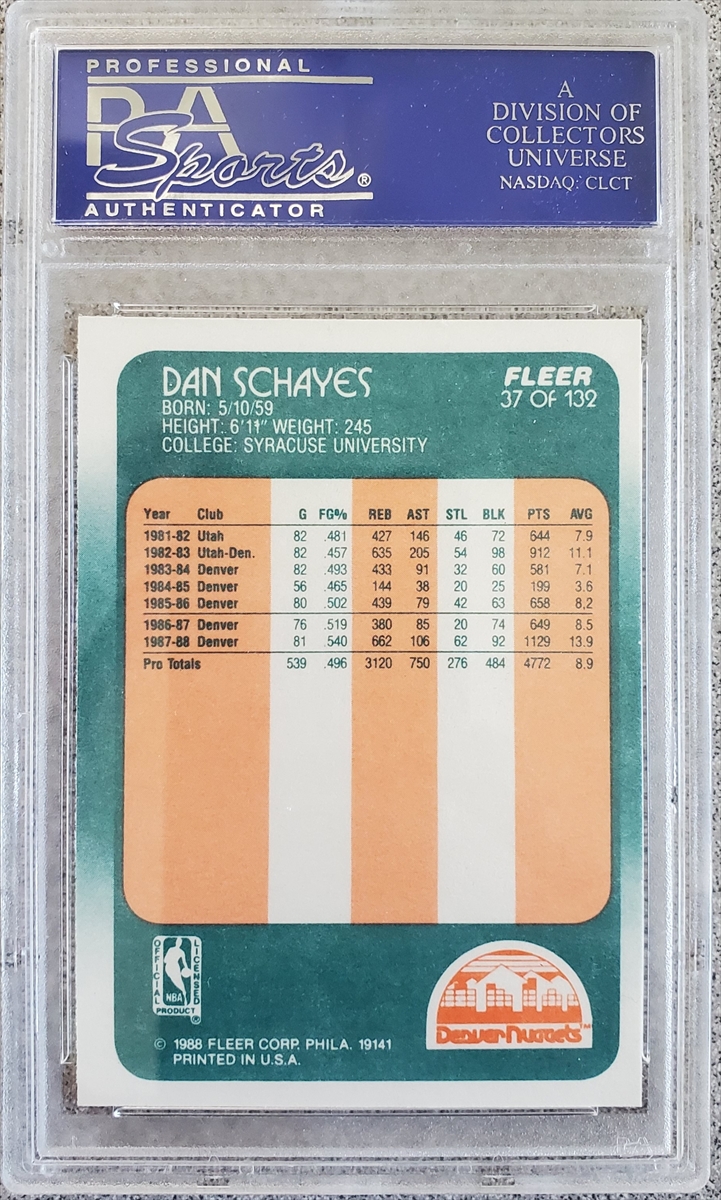 PROFESSIONAL
PSA
Sports®
AUTHENTICATOR
A
DIVISION OF
COLLECTORS
UNIVERSE
NASDAQ: CLCT
DAN SCHAYES
BORN: 5/10/59
HEIGHT: 6'11" WEIGHT: 245
COLLEGE: SYRACUSE UNIVERSITY
FLEER
37 OF 132
Year Club G FG% REB AST STL BLK PTS AVG
1981-82 Utah 82 .481 427 146 46 72 644 7.9
1982-83 Utah-Den. 82 .457 635 205 54 98 912 11.1
1983-84 Denver 82 .493 433 91 32 60 581 7.1
1984-85 Denver 56 .465 144 38 20 25 199 3.6
1985-86 Denver 80 .502 439 79 42 63 658 8.2
1986-87 Denver 76 .519 380 85 20 74 649 8.5
1987-88 Denver 81 .540 662 106 62 92 1129 13.9
Pro Totals 539 .496 3120 750 276 484 4772 8.9
OFFICIAL
LICENSED
NBA
PRODUCT ®
Denver Nuggets™
© 1988 FLEER CORP. PHILA. 19141
PRINTED IN U.S.A.